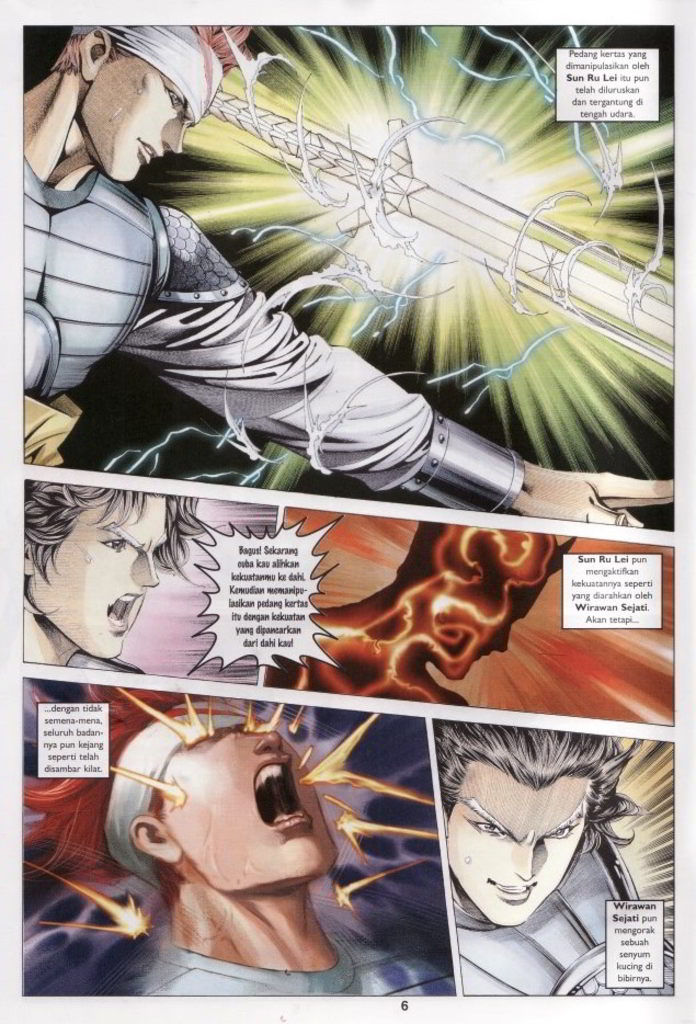 Pedang kertas yang
dimanipulasikan oleh
Sun Ru Lei itu pun
telah diluruskan
dan tergantung di
tengah udara.
Bagus! Sekarang
cuba kau alihkan
kekuatanmu ke dahi.
Kemudian memanipu-
lasikan pedang kertas
itu dengan kekuatan
yang dipancarkan
dari dahi kau!
Sun Ru Lei pun
mengaktifkan
kekuatannya seperti
yang diarahkan oleh
Wirawan Sejati.
Akan tetapi...
...dengan tidak
semena-mena,
seluruh badan-
nya pun kejang
seperti telah
disambar kilat.
Wirawan
Sejati pun
mengorak
sebuah
senyum
kucing di
bibirnya.
6